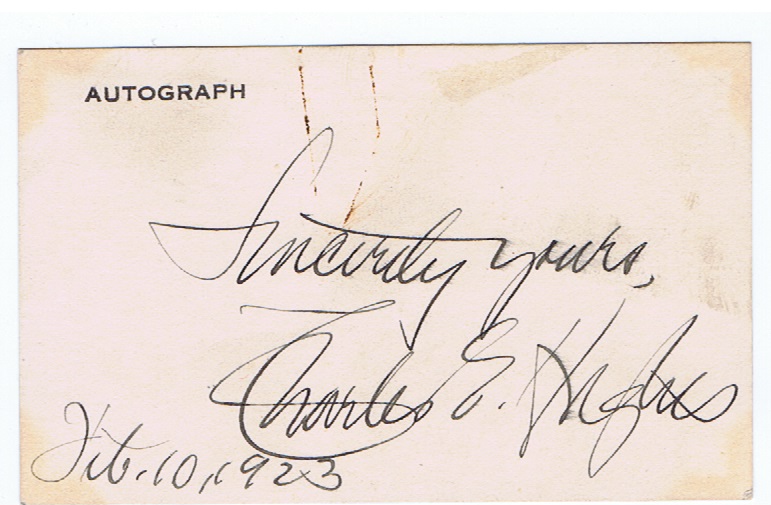 AUTOGRAPH
Sincerely yours,
Charles E. Hughes
Feb. 10, 1923